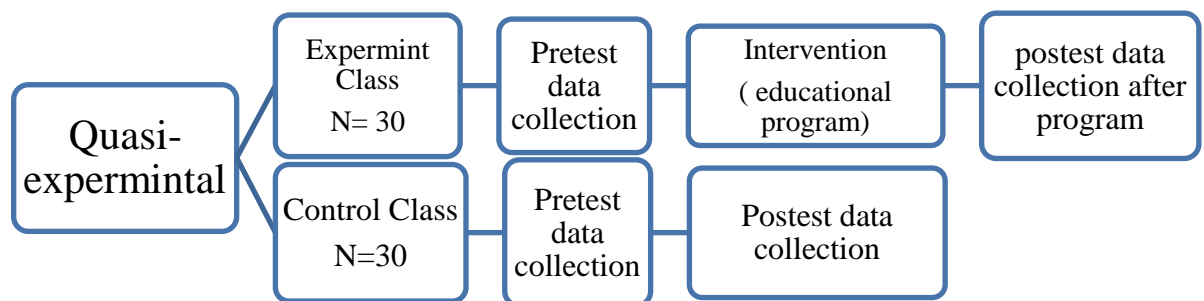 Quasi-
expermintal
Expermint
Class
N= 30
Pretest
data
collection
Intervention
( educational
program)
postest data
collection after
program
Control Class
N=30
Pretest
data
collection
Postest data
collection